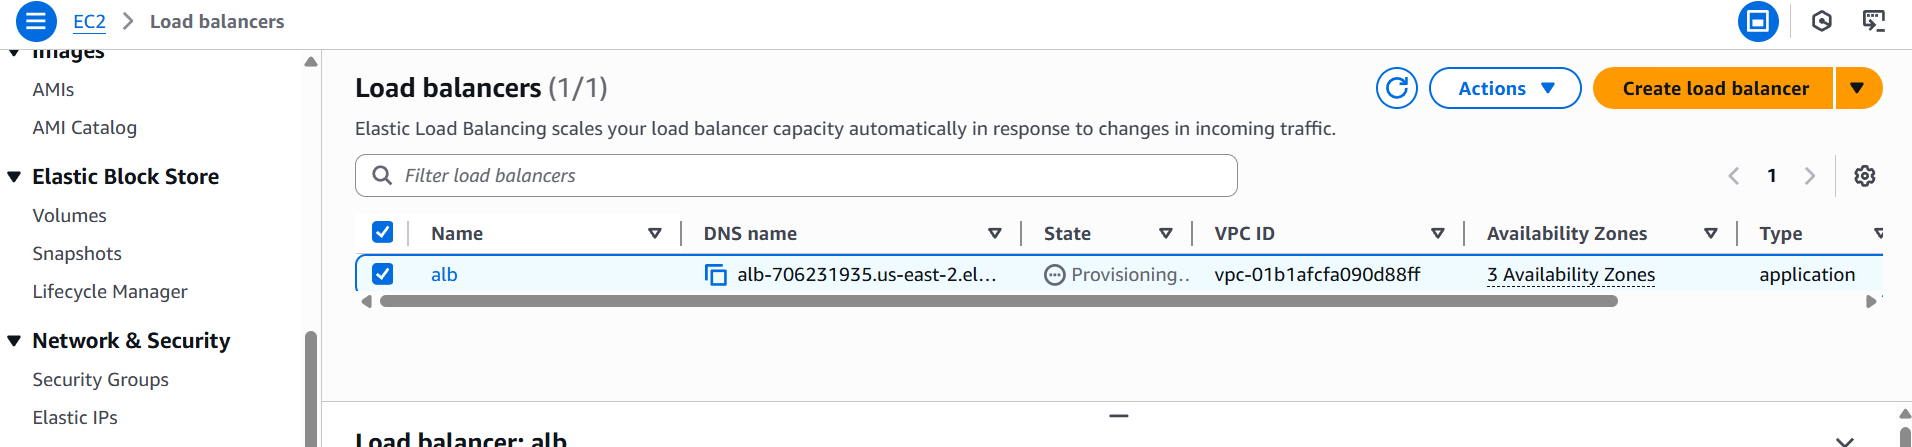 EC2 > Load balancers
Images
AMIs
AMI Catalog
Elastic Block Store
Volumes
Snapshots
Lifecycle Manager
Network & Security
Security Groups
Elastic IPs
Load balancers (1/1)
Actions
Create load balancer
Elastic Load Balancing scales your load balancer capacity automatically in response to changes in incoming traffic.
Filter load balancers
1
Name DNS name State VPC ID Availability Zones Type
alb alb-706231935.us-east-2.el... Provisioning.. vpc-01b1afcfa090d88ff 3 Availability Zones application
Load balancer: alb